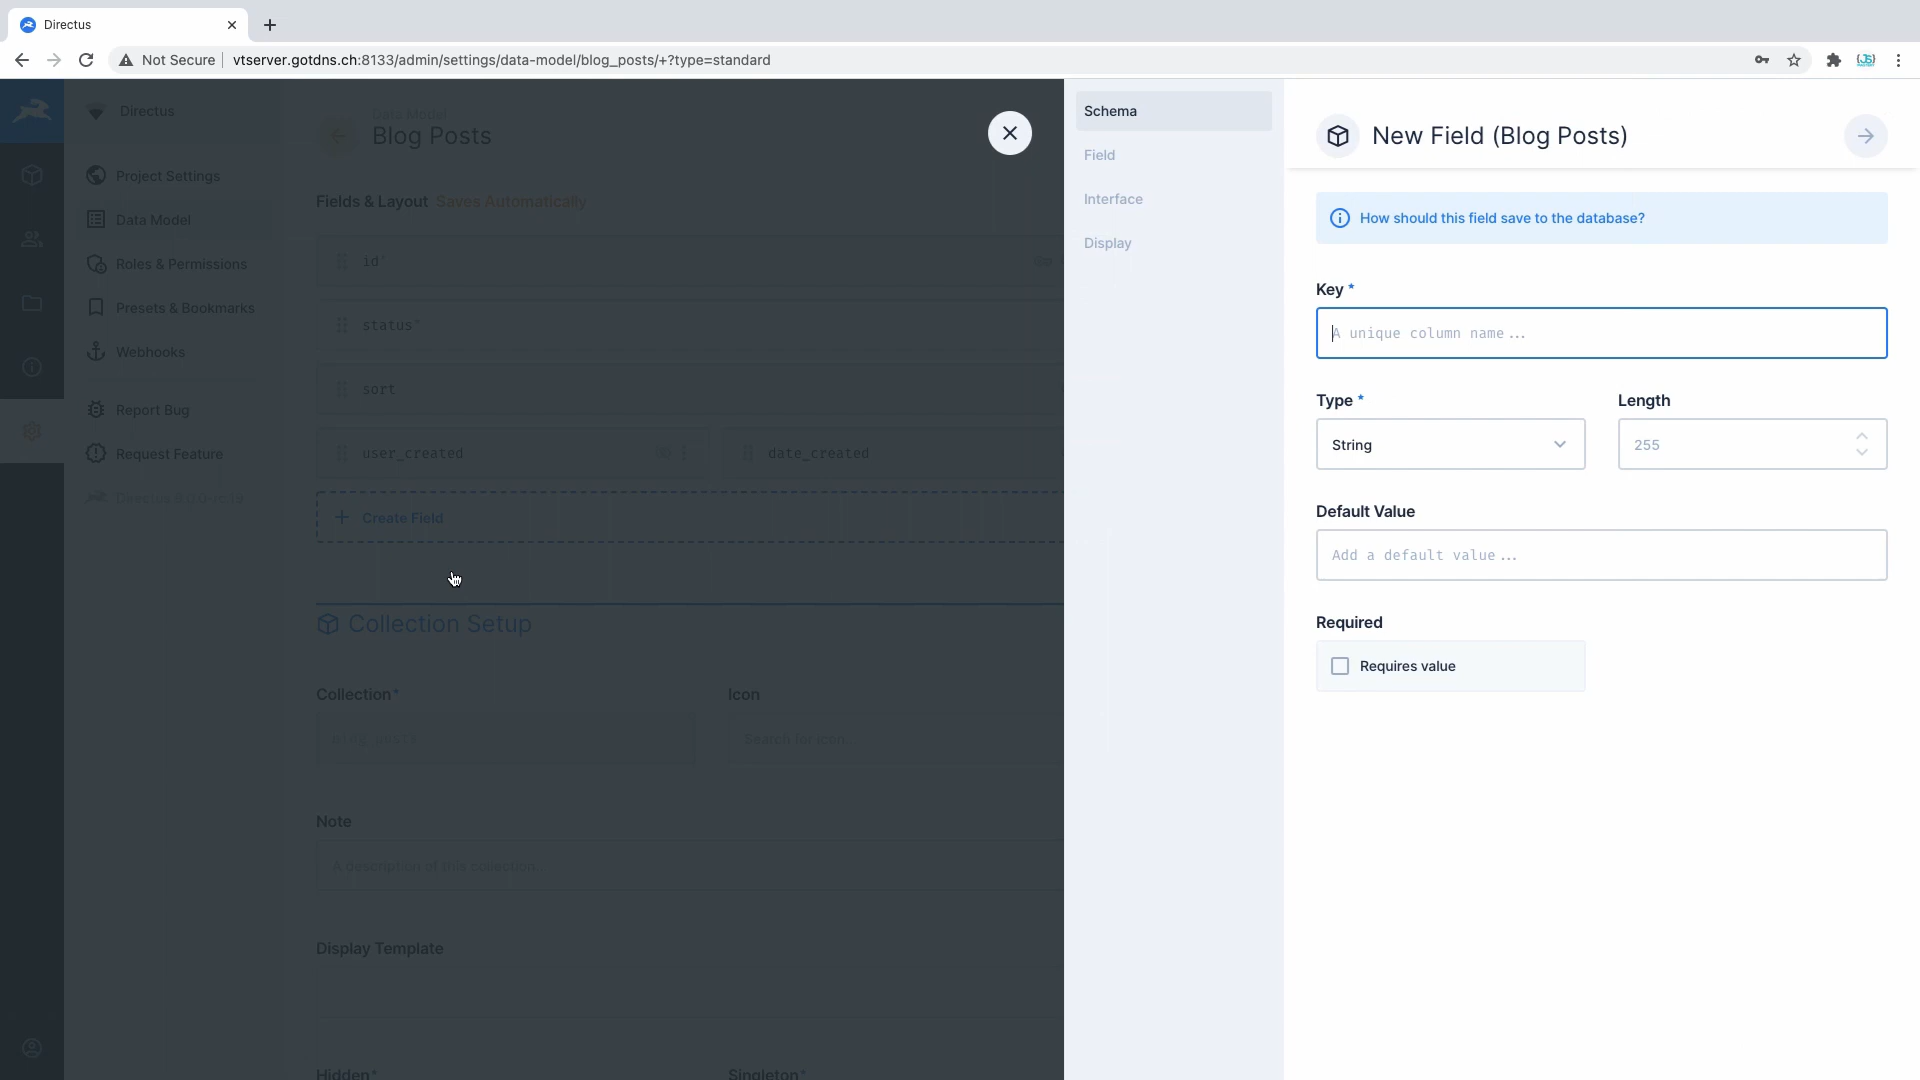 Directus
Not Secure
vtserver.gotdns.ch:8133/admin/settings/data-model/blog_posts/+?type=standard
Directus
Project Settings
Data Model
Roles & Permissions
Presets & Bookmarks
Webhooks
Report Bug
Request Feature
Data Model
Blog Posts
Fields & Layout Saves Automatically
id*
status*
sort
user_created
date_created
Create Field
Collection Setup
Collection*
Icon
Search for icon...
Note
A description of this collection
Display Template
Hidden*
Singleton*
Schema
Field
Interface
Display
New Field (Blog Posts)
How should this field save to the database?
Key *
A unique column name...
Type *
Length
String
255
Default Value
Add a default value...
Required
Requires value